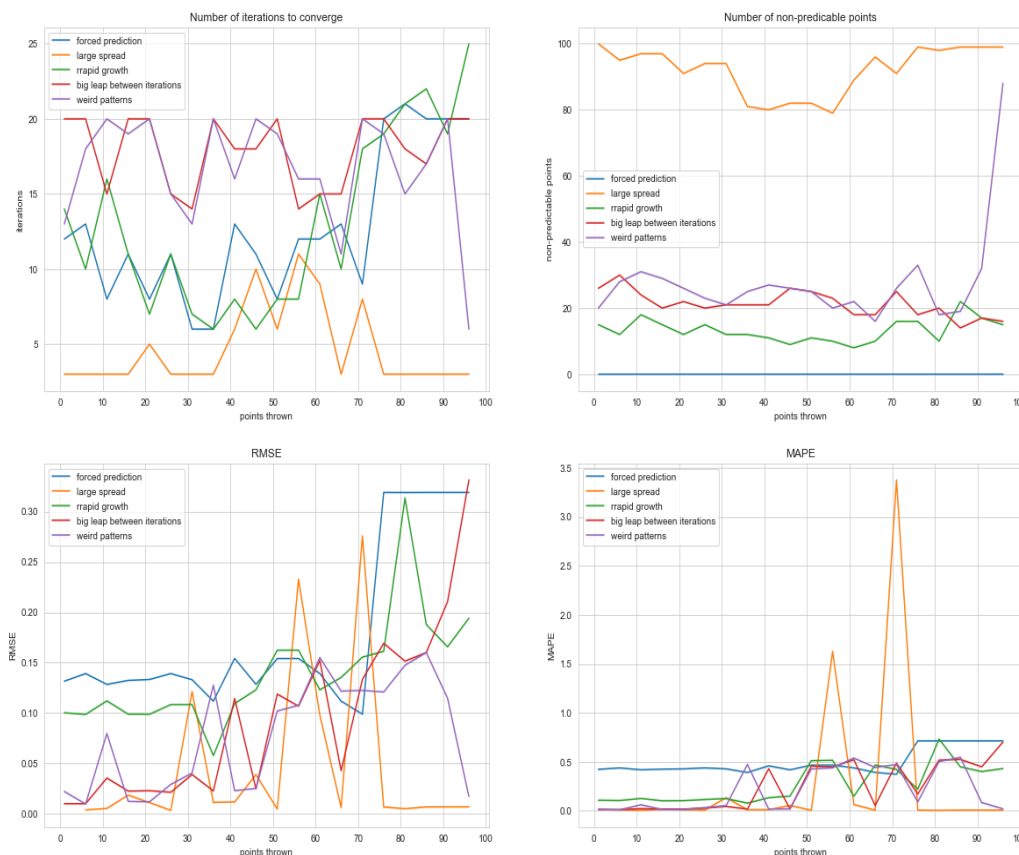 Number of iterations to converge
25
20
15
10
5
iterations
forced prediction
large spread
rrapid growth
big leap between iterations
weird patterns
0 10 20 30 40 50 60 70 80 90 100
points thrown
Number of non-predicable points
100
80
60
40
20
0
non-predictable points
forced prediction
large spread
rrapid growth
big leap between iterations
weird patterns
0 10 20 30 40 50 60 70 80 90 100
points thrown
RMSE
0.30
0.25
0.20
0.15
0.10
0.05
0.00
RMSE
forced prediction
large spread
rrapid growth
big leap between iterations
weird patterns
0 10 20 30 40 50 60 70 80 90 100
points thrown
MAPE
3.5
3.0
2.5
2.0
1.5
1.0
0.5
0.0
MAPE
forced prediction
large spread
rrapid growth
big leap between iterations
weird patterns
0 10 20 30 40 50 60 70 80 90
points thrown